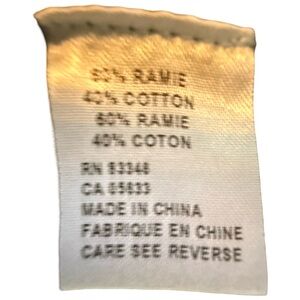 60% RAMIE
40% COTTON
60% RAMIE
40% COTON
RN 93346
CA 05633
MADE IN CHINA
FABRIQUE EN CHINE
CARE SEE REVERSE